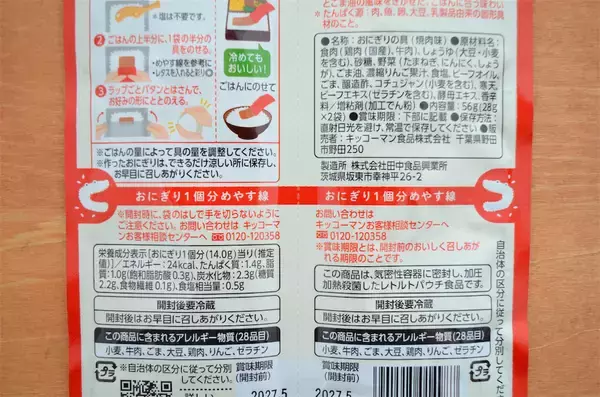 ※塩は不要です。
2 ごはんの上半分に、1袋の半分の
具をのせる。
●めやす線を参考に
レタスを入れると彩り◎
冷めても
おいしい!
3 ラップごとパタンとはさんで、
お好みの形にととのえる。
ごはんにのせて
※ごはんの量によって具の量を調整してください。
※作ったおにぎりは、できるだけ涼しい所に保存し、
お早目に召しあがりください。
おにぎり1個分めやす線
※開封時に、袋のはしで手を切らないように
ご注意ください。お問い合わせはキッコー
マンお客様相談センターへ 0120-120358
栄養成分表示[おにぎり1個分(14.0g)当り(推定
値)]/エネルギー:24kcal、たんぱく質:1.4g、脂
質:1.0g(飽和脂肪酸0.3g)、炭水化物:2.3g(糖質
2.2g、食物繊維0.1g)、食塩相当量:0.5g
開封後要冷蔵
開封後はお早目に召しあがりください。
この商品に含まれるアレルギー物質(28品目)
小麦、牛肉、ごま、大豆、鶏肉、りんご、ゼラチン
プラ
※自治体の区分に従って分別
してください。
賞味期限
(開封前)
2027.5
※たんぱく源:肉、魚、卵、大豆、乳製品由来の固形具
材のこと。
●名称:おにぎりの具(焼肉味) ●原材料名:
食肉(鶏肉(国産)、牛肉)、しょうゆ(大豆・小麦
を含む)、砂糖、野菜(たまねぎ、にんにく、しょう
が)、ごま油、濃縮りんご果汁、食塩、ビーフオイル、
ごま、醸造酢、コチュジャン(小麦を含む)、寒天、
ビーフエキス(ゼラチンを含む)、酵母エキス、香辛
料/増粘剤(加工でん粉) ●内容量:56g(28g
×2袋) ●賞味期限:下部に記載 ●保存方法:
直射日光を避け、常温で保存してください ●販
売者:キッコーマン食品株式会社 千葉県野田
市野田250
製造所 株式会社田中食品興業所
茨城県坂東市幸神平26-2
おにぎり1個分めやす線
お問い合わせは
キッコーマンお客様相談センターへ
0120-120358
※賞味期限とは、開封前のおいしく召しあが
れる期限のことです。
この商品は、気密性容器に密封し、加圧
加熱殺菌したレトルトパウチ食品です。
開封後要冷蔵
開封後はお早目に召しあがりください。
この商品に含まれるアレルギー物質(28品目)
小麦、牛肉、ごま、大豆、鶏肉、りんご、ゼラチン
賞味期限
(開封前)
2027.5
プラ
自治体の区分に従って分別して